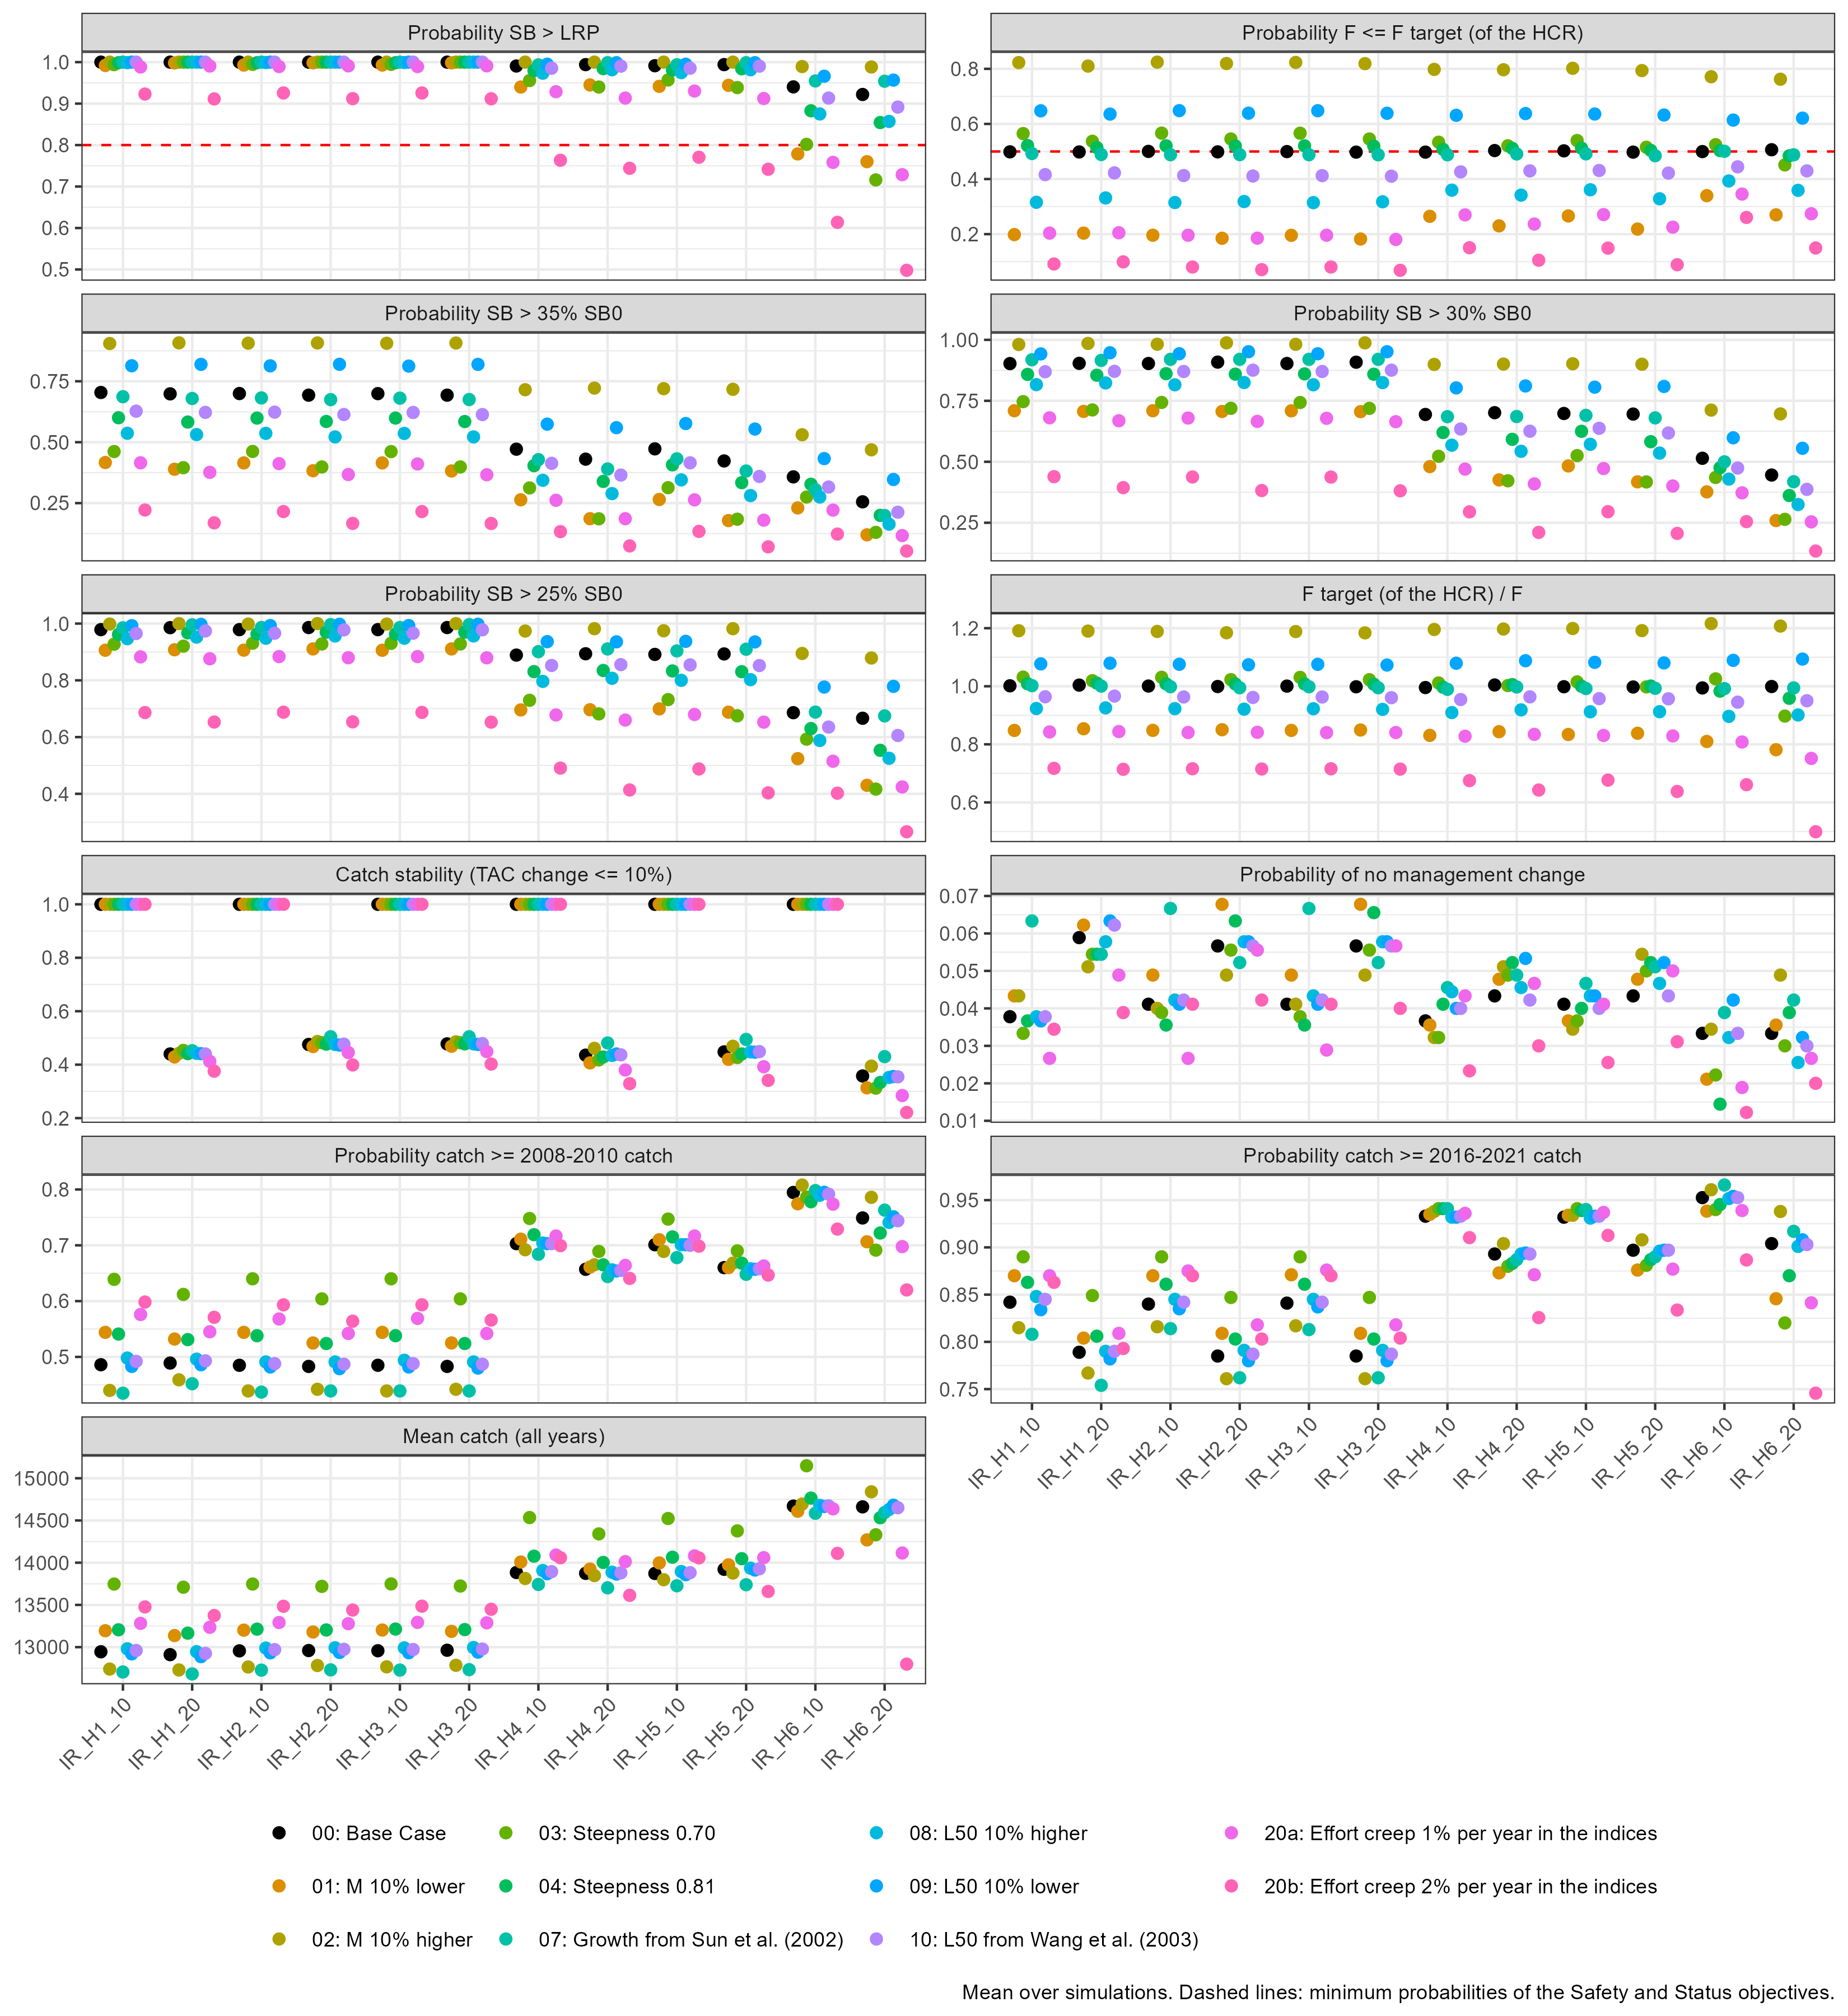 Probability SB > LRP
1.0
0.9
0.8
0.7
0.6
0.5
Probability F <= F target (of the HCR)
0.8
0.6
0.4
0.2
Probability SB > 35% SB0
0.75
0.50
0.25
Probability SB > 30% SB0
1.00
0.75
0.50
0.25
Probability SB > 25% SB0
1.0
0.8
0.6
0.4
F target (of the HCR) / F
1.2
1.0
0.8
0.6
Catch stability (TAC change <= 10%)
1.0
0.8
0.6
0.4
0.2
Probability of no management change
0.07
0.06
0.05
0.04
0.03
0.02
0.01
Probability catch >= 2008-2010 catch
0.8
0.7
0.6
0.5
Probability catch >= 2016-2021 catch
0.95
0.90
0.85
0.80
0.75
IR_H1_10
IR_H1_20
IR_H2_10
IR_H2_20
IR_H3_10
IR_H3_20
IR_H4_10
IR_H4_20
IR_H5_10
IR_H5_20
IR_H6_10
IR_H6_20
Mean catch (all years)
15000
14500
14000
13500
13000
IR_H1_10
IR_H1_20
IR_H2_10
IR_H2_20
IR_H3_10
IR_H3_20
IR_H4_10
IR_H4_20
IR_H5_10
IR_H5_20
IR_H6_10
IR_H6_20
00: Base Case
01: M 10% lower
02: M 10% higher
03: Steepness 0.70
04: Steepness 0.81
07: Growth from Sun et al. (2002)
08: L50 10% higher
09: L50 10% lower
10: L50 from Wang et al. (2003)
20a: Effort creep 1% per year in the indices
20b: Effort creep 2% per year in the indices
Mean over simulations. Dashed lines: minimum probabilities of the Safety and Status objectives.